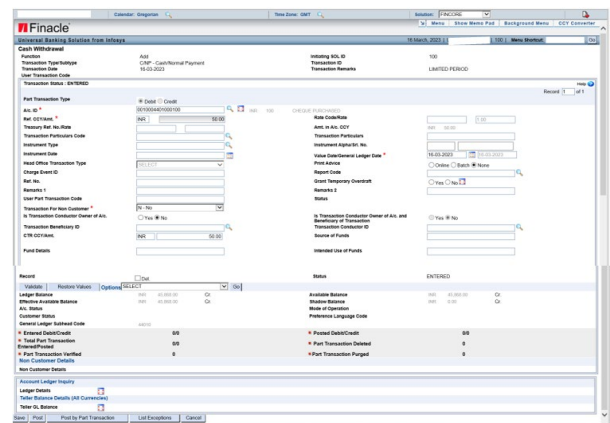 Calendar: Gregorian Time Zone: GMT Solution: FINCORE
Menu Show Memo Pad Background Menu CCY Converter
Finacle
Universal Banking Solution from Infosys 16 March, 2023 | 100 | Menu Shortcut: Go
Cash Withdrawal
Function Add Initiating SOL ID 100
Transaction Type/Subtype C/NP - Cash/Normal Payment Transaction ID
Transaction Date 16-03-2023 Transaction Remarks LIMITED PERIOD
User Transaction Code
Transaction Status : ENTERED Help
Record 1 of 1
Part Transaction Type Debit Credit
A/c. ID * 0010004401000100 INR 100 CHEQUE PURCHASED
Ref. CCY/Amt. * INR 50.00 Rate Code/Rate 1.00
Treasury Ref. No./Rate Amt. in A/c. CCY INR 50.00
Transaction Particulars Code Transaction Particulars
Instrument Type Instrument Alpha/Srl. No.
Instrument Date Value Date/General Ledger Date * 16-03-2023 16-03-2023
Head Office Transaction Type SELECT Print Advice Online Batch None
Charge Event ID Report Code
Ref. No. Grant Temporary Overdraft Yes No
Remarks 1 Remarks 2
User Part Transaction Code Status
Transaction For Non Customer * N - No
Is Transaction Conductor Owner of A/c. Yes No Is Transaction Conductor Owner of A/c. and Beneficiary of Transaction Yes No
Transaction Beneficiary ID Transaction Conductor ID
CTR CCY/Amt. INR 50.00 Source of Funds
Fund Details Intended Use of Funds
Record Del Status ENTERED
Validate Restore Values Options SELECT Go
Ledger Balance INR Cr Available Balance INR Cr
Effective Available Balance INR Cr Shadow Balance INR 0.00 Cr
A/c. Status Mode of Operation
Customer Status Preference Language Code
General Ledger Subhead Code
* Entered Debit/Credit 0/0 * Posted Debit/Credit 0/0
* Total Part Transaction Entered/Posted 0/0 * Part Transaction Deleted 0
* Part Transaction Verified 0 * Part Transaction Purged 0
Non Customer Details
Non Customer Details
Account Ledger Inquiry
Ledger Details
Teller Balance Details (All Currencies)
Teller GL Balance
Save Post Post by Part Transaction List Exceptions Cancel